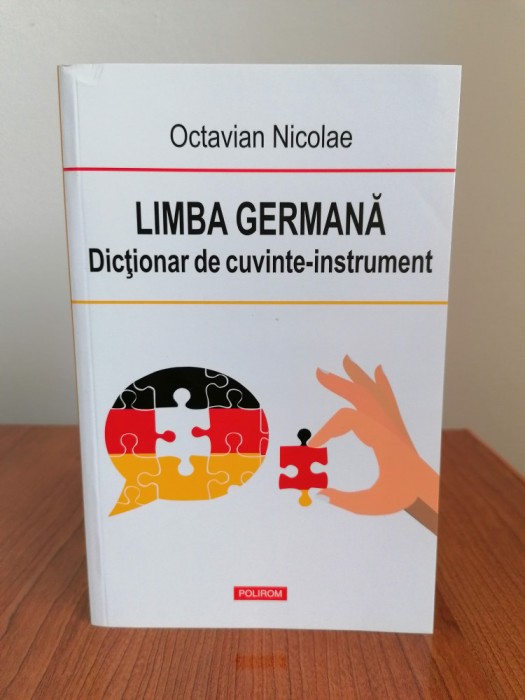 Octavian Nicolae
LIMBA GERMANĂ
Dicţionar de cuvinte-instrument
POLIROM